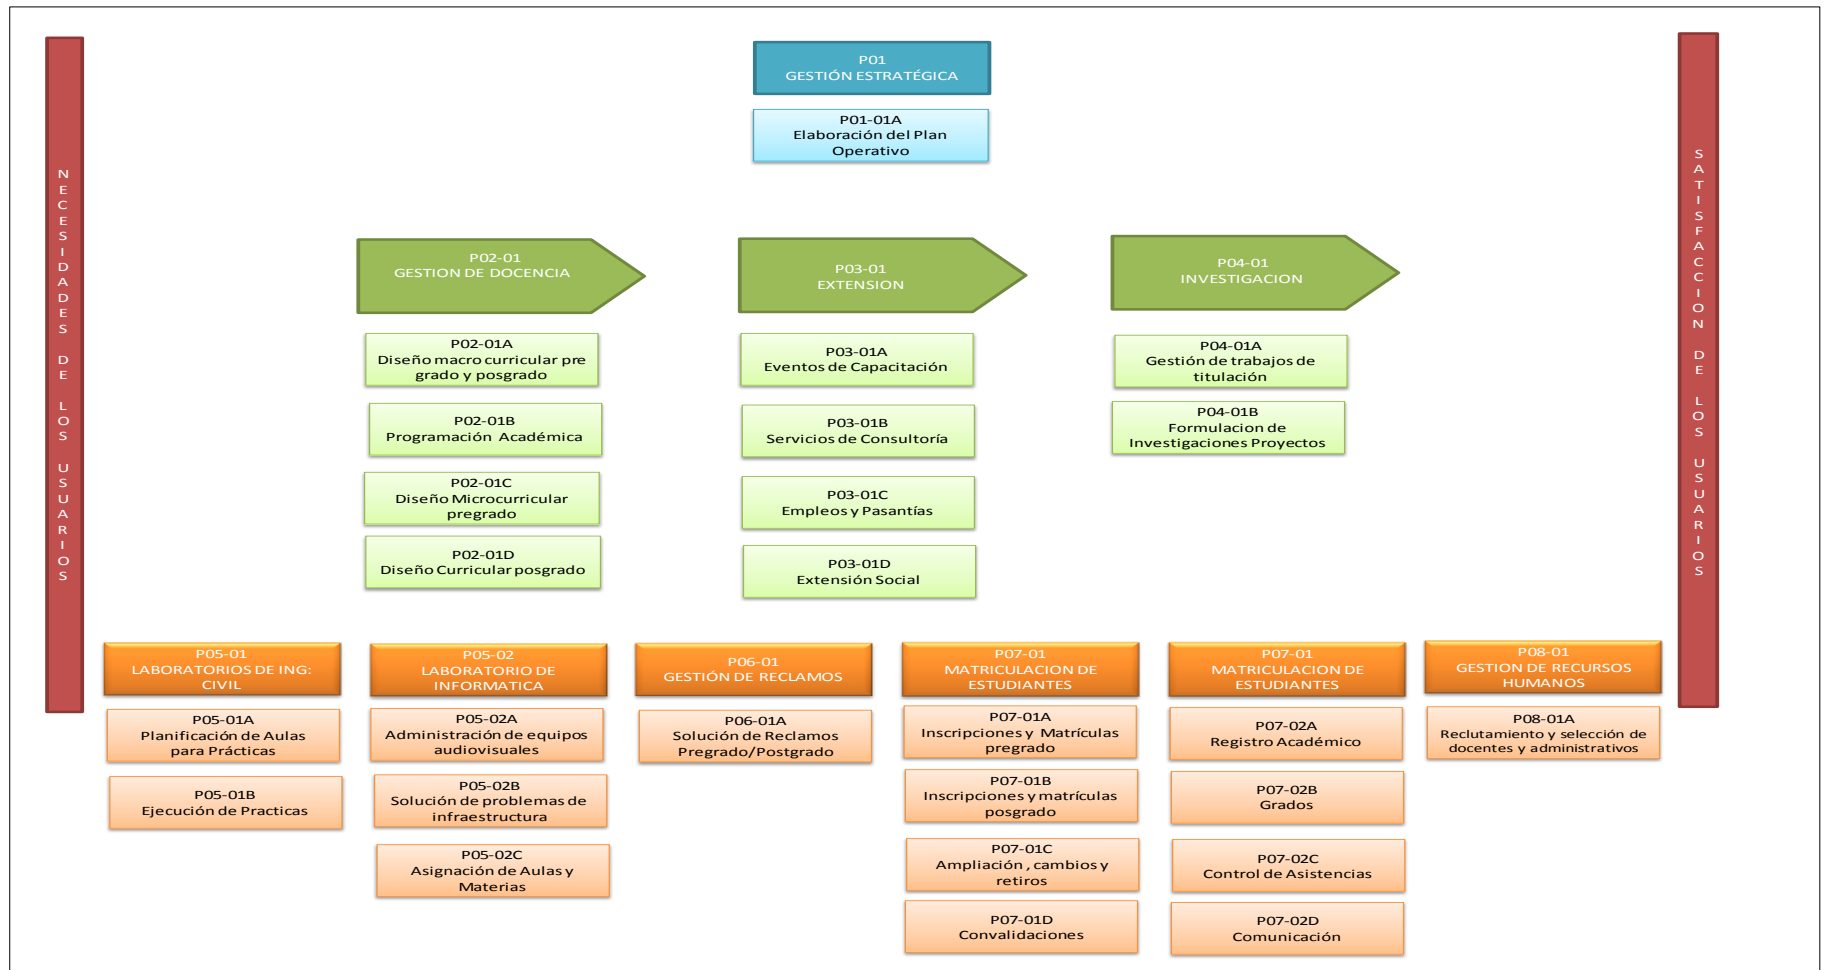 NECESIDADES DE LOS USUARIOS
P01
GESTIÓN ESTRATÉGICA
P01-01A
Elaboración del Plan
Operativo
P02-01
GESTION DE DOCENCIA
P02-01A
Diseño macro curricular pre
grado y posgrado
P02-01B
Programación Académica
P02-01C
Diseño Microcurricular
pregrado
P02-01D
Diseño Curricular posgrado
P03-01
EXTENSION
P03-01A
Eventos de Capacitación
P03-01B
Servicios de Consultoría
P03-01C
Empleos y Pasantías
P03-01D
Extensión Social
P04-01
INVESTIGACION
P04-01A
Gestión de trabajos de
titulación
P04-01B
Formulacion de
Investigaciones Proyectos
P05-01
LABORATORIOS DE ING:
CIVIL
P05-01A
Planificación de Aulas
para Prácticas
P05-01B
Ejecución de Practicas
P05-02
LABORATORIO DE
INFORMATICA
P05-02A
Administración de equipos
audiovisuales
P05-02B
Solución de problemas de
infraestructura
P05-02C
Asignación de Aulas y
Materias
P06-01
GESTIÓN DE RECLAMOS
P06-01A
Solución de Reclamos
Pregrado/Postgrado
P07-01
MATRICULACION DE
ESTUDIANTES
P07-01A
Inscripciones y Matrículas
pregrado
P07-01B
Inscripciones y matrículas
posgrado
P07-01C
Ampliación , cambios y
retiros
P07-01D
Convalidaciones
P07-01
MATRICULACION DE
ESTUDIANTES
P07-02A
Registro Académico
P07-02B
Grados
P07-02C
Control de Asistencias
P07-02D
Comunicación
P08-01
GESTION DE RECURSOS
HUMANOS
P08-01A
Reclutamiento y selección de
docentes y administrativos
SATISFACCION DE LOS USUARIOS